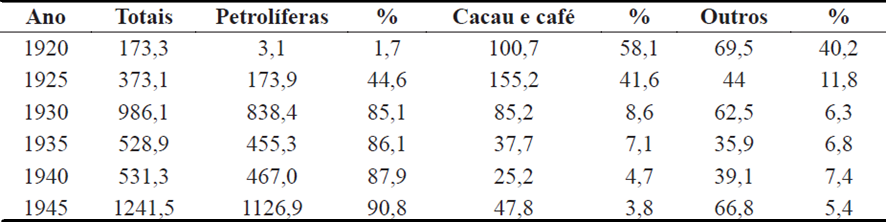 Ano Totais Petrolíferas % Cacau e café % Outros %
1920 173,3 3,1 1,7 100,7 58,1 69,5 40,2
1925 373,1 173,9 44,6 155,2 41,6 44 11,8
1930 986,1 838,4 85,1 85,2 8,6 62,5 6,3
1935 528,9 455,3 86,1 37,7 7,1 35,9 6,8
1940 531,3 467,0 87,9 25,2 4,7 39,1 7,4
1945 1241,5 1126,9 90,8 47,8 3,8 66,8 5,4